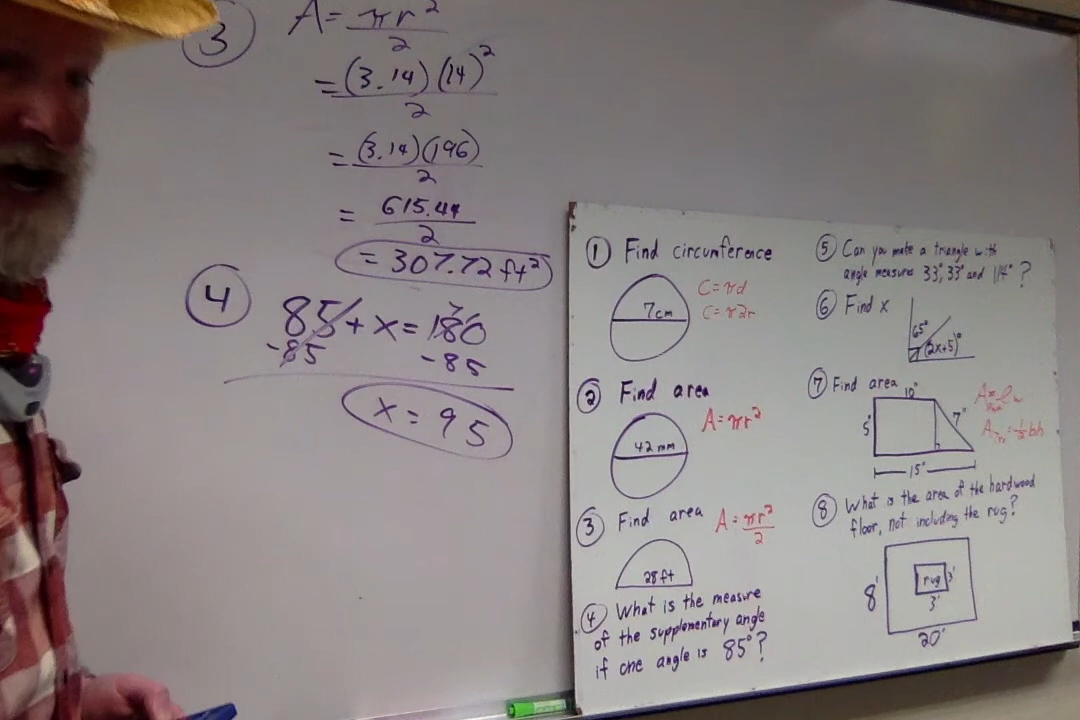 3
A = πr²
2
= (3.14)(14)²
2
= (3.14)(196)
2
= 615.44
2
= 307.72 ft²
4
85 + x = 180
7
-85 -85
x = 95
1 Find circumference
7cm
C = πd
C = π2r
2 Find area
42 mm
A = πr²
3 Find area
A = πr²
2
28 ft
4 What is the measure
of the supplementary angle
if one angle is 85°?
5 Can you make a triangle with
angle measures 33°, 33° and 114°?
6 Find x
65°
(2x+5)°
7 Find area
10"
5"
7"
15"
A = lw
A = ½bh
8 What is the area of the hardwood
floor, not including the rug?
8'
rug 3'
3'
20'